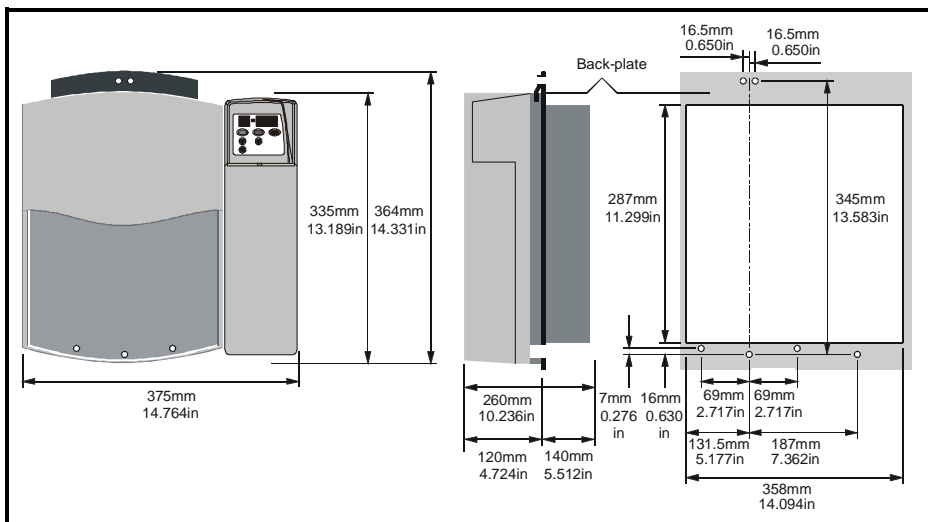 16.5mm
0.650in
16.5mm
0.650in
Back-plate
335mm
13.189in
364mm
14.331in
287mm
11.299in
345mm
13.583in
375mm
14.764in
260mm
10.236in
120mm
4.724in
140mm
5.512in
7mm
0.276
in
16mm
0.630
in
69mm
2.717in
69mm
2.717in
131.5mm
5.177in
187mm
7.362in
358mm
14.094in